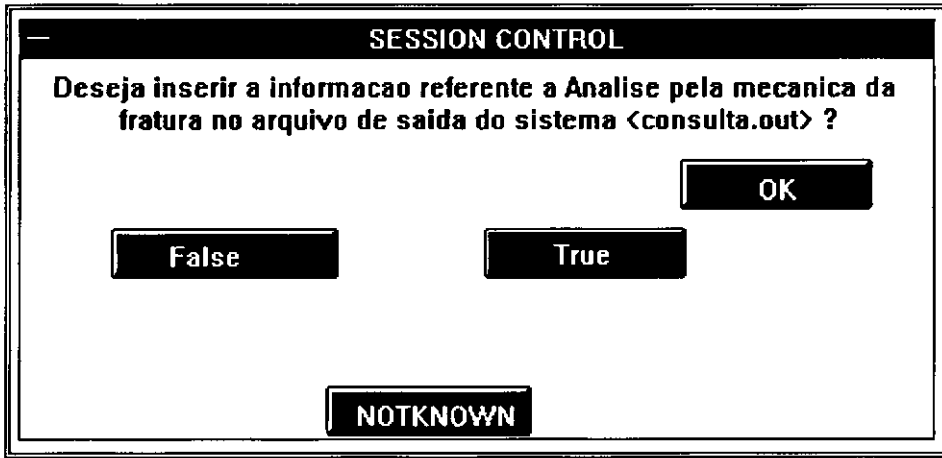 SESSION CONTROL
Deseja inserir a informacao referente a Analise pela mecanica da
fratura no arquivo de saida do sistema <consulta.out> ?
OK
False
True
NOTKNOWN